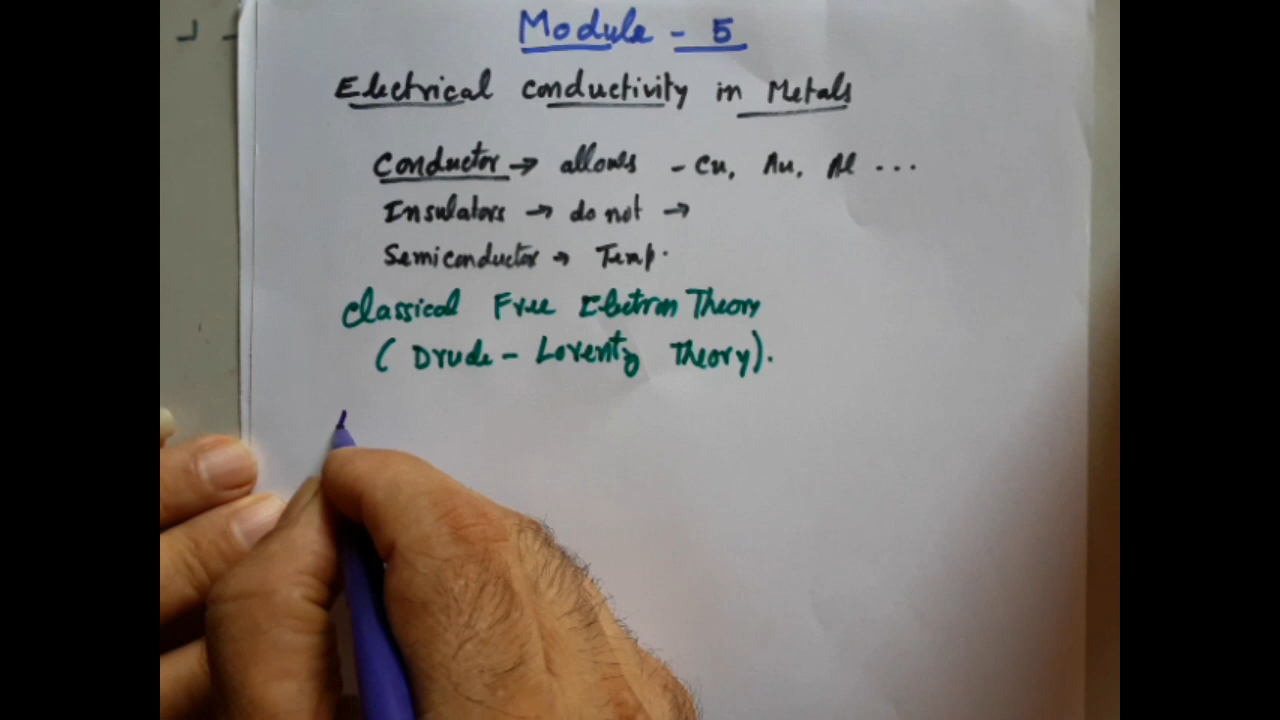 Module - 5
Electrical conductivity in Metals
Conductor → allows - Cu, Au, Al ...
Insulators → do not →
Semiconductor → Temp.
Classical Free Electron Theory
( Drude - Lorentz Theory).